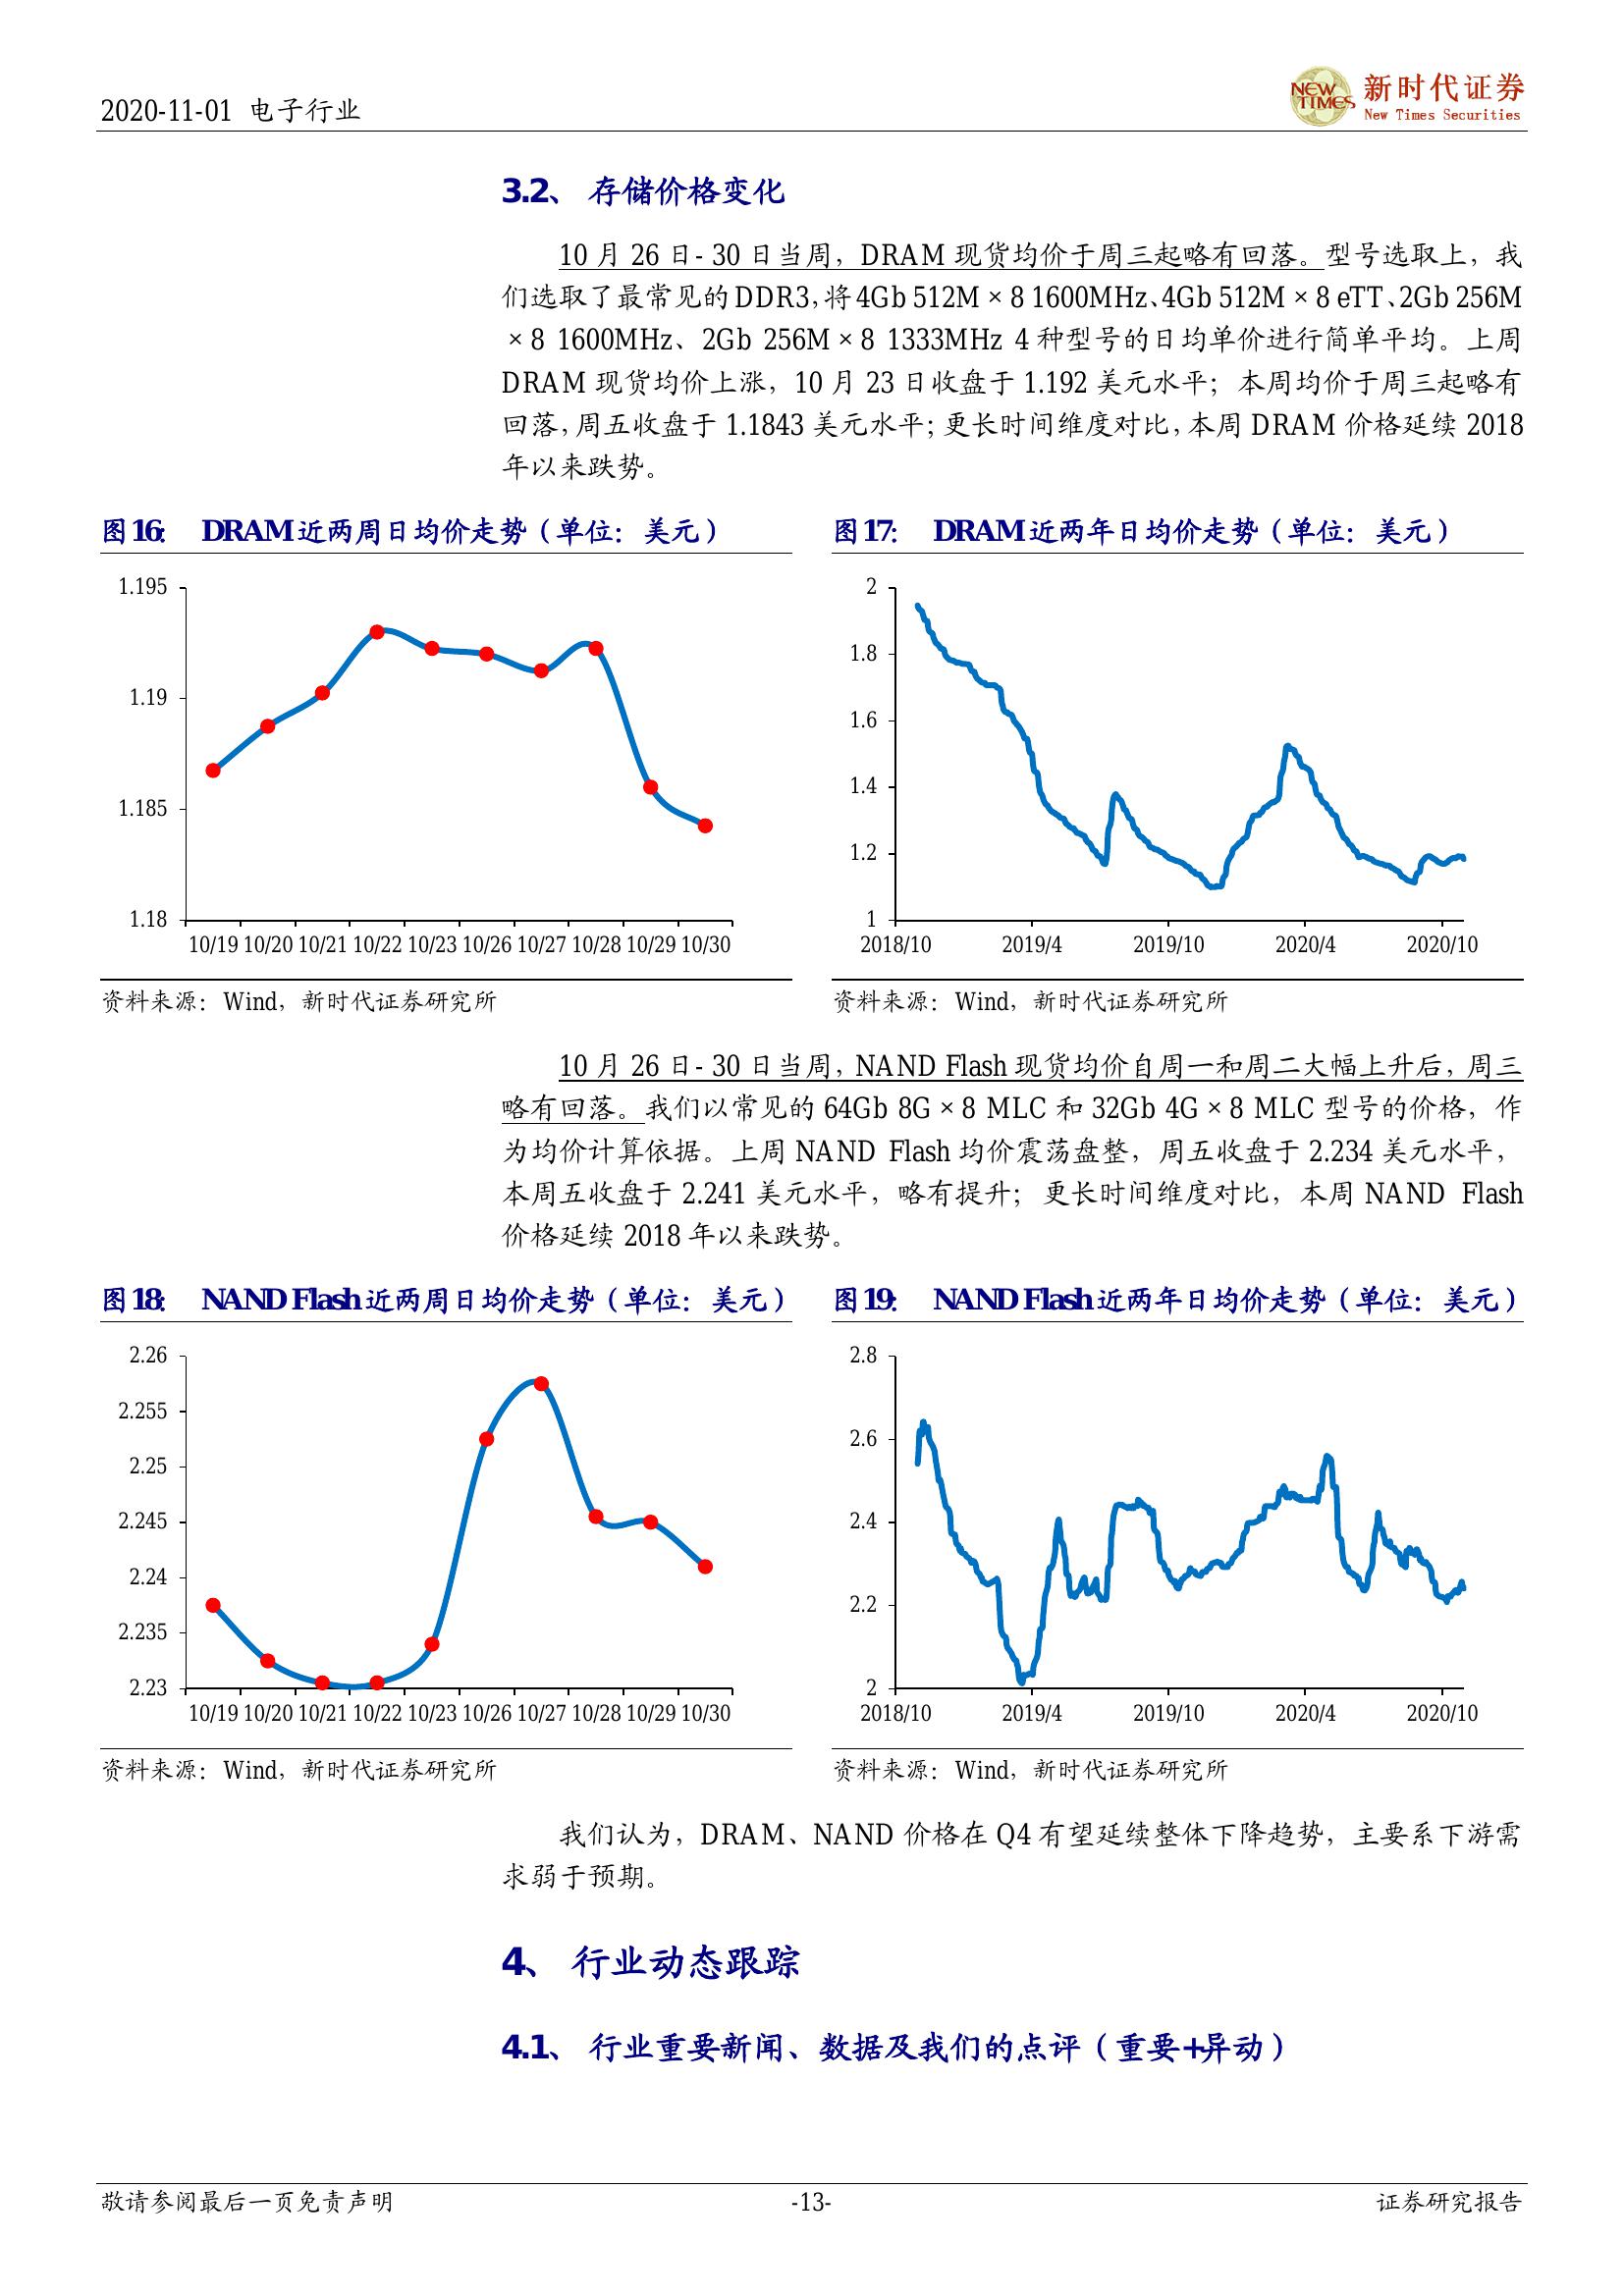 2020-11-01 电子行业
NEW TIMES
新时代证券
New Times Securities
3.2、 存储价格变化
10 月 26 日- 30 日当周，DRAM 现货均价于周三起略有回落。型号选取上，我
们选取了最常见的 DDR3，将 4Gb 512M × 8 1600MHz、4Gb 512M × 8 eTT、2Gb 256M
× 8 1600MHz、2Gb 256M × 8 1333MHz 4 种型号的日均单价进行简单平均。上周
DRAM 现货均价上涨，10 月 23 日收盘于 1.192 美元水平；本周均价于周三起略有
回落，周五收盘于 1.1843 美元水平；更长时间维度对比，本周 DRAM 价格延续 2018
年以来跌势。
图16： DRAM 近两周日均价走势（单位：美元）
1.195
1.19
1.185
1.18
10/19 10/20 10/21 10/22 10/23 10/26 10/27 10/28 10/29 10/30
资料来源：Wind，新时代证券研究所
图17： DRAM 近两年日均价走势（单位：美元）
2
1.8
1.6
1.4
1.2
1
2018/10 2019/4 2019/10 2020/4 2020/10
资料来源：Wind，新时代证券研究所
10 月 26 日- 30 日当周，NAND Flash 现货均价自周一和周二大幅上升后，周三
略有回落。我们以常见的 64Gb 8G × 8 MLC 和 32Gb 4G × 8 MLC 型号的价格，作
为均价计算依据。上周 NAND Flash 均价震荡盘整，周五收盘于 2.234 美元水平，
本周五收盘于 2.241 美元水平，略有提升；更长时间维度对比，本周 NAND Flash
价格延续 2018 年以来跌势。
图18： NAND Flash 近两周日均价走势（单位：美元）
2.26
2.255
2.25
2.245
2.24
2.235
2.23
10/19 10/20 10/21 10/22 10/23 10/26 10/27 10/28 10/29 10/30
资料来源：Wind，新时代证券研究所
图19： NAND Flash 近两年日均价走势（单位：美元）
2.8
2.6
2.4
2.2
2
2018/10 2019/4 2019/10 2020/4 2020/10
资料来源：Wind，新时代证券研究所
我们认为，DRAM、NAND 价格在 Q4 有望延续整体下降趋势，主要系下游需
求弱于预期。
4、 行业动态跟踪
4.1、 行业重要新闻、数据及我们的点评（重要+异动）
敬请参阅最后一页免责声明 -13- 证券研究报告